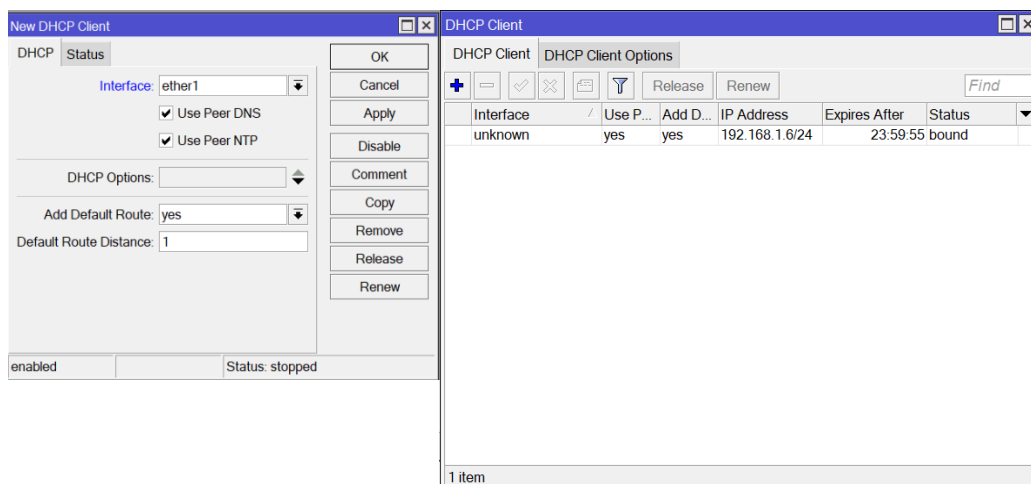 New DHCP Client
DHCP Status
Interface: ether1
Use Peer DNS
Use Peer NTP
DHCP Options:
Add Default Route: yes
Default Route Distance: 1
OK
Cancel
Apply
Disable
Comment
Copy
Remove
Release
Renew
enabled Status: stopped
DHCP Client
DHCP Client DHCP Client Options
Release Renew Find
Interface Use P... Add D... IP Address Expires After Status
unknown yes yes 192.168.1.6/24 23:59:55 bound
1 item